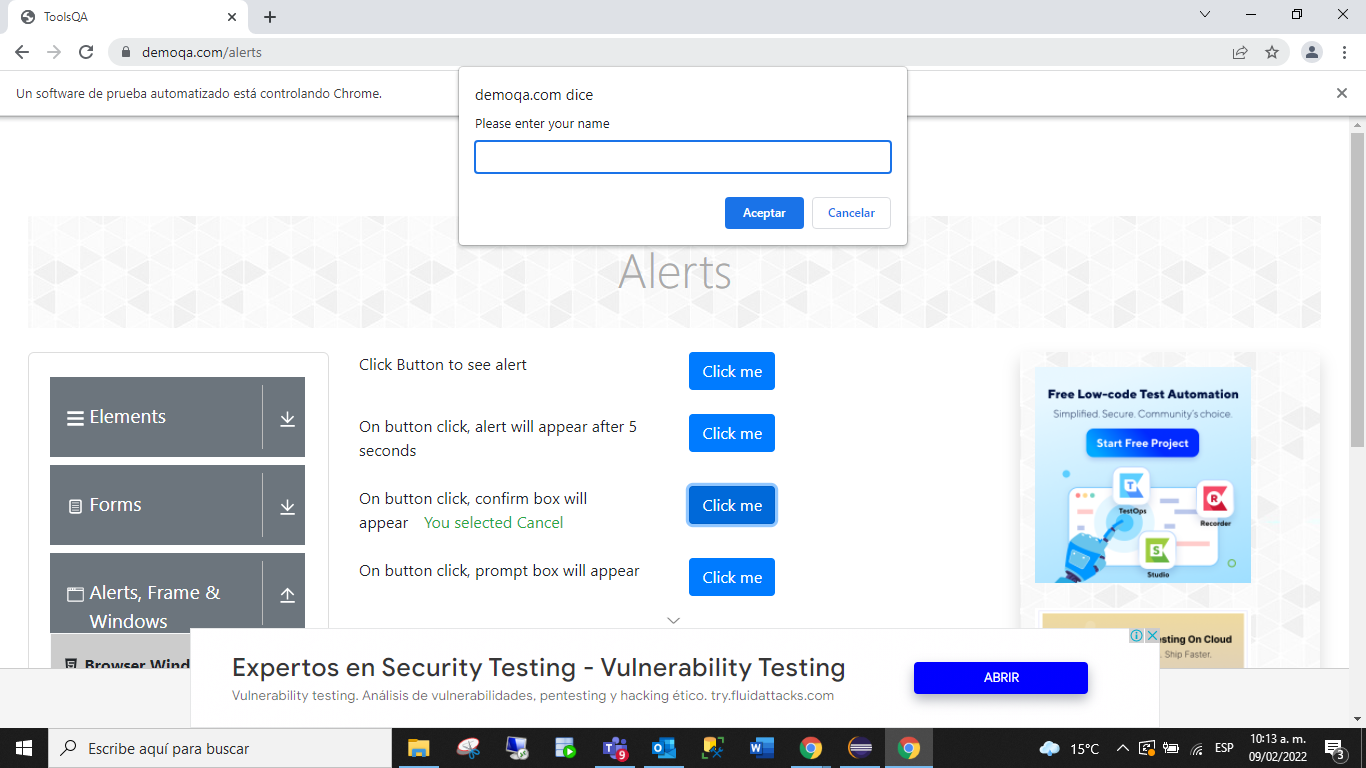 ToolsQA
demoqa.com/alerts
Un software de prueba automatizado está controlando Chrome.
demoqa.com dice
Please enter your name
Aceptar
Cancelar
Alerts
Elements
Forms
Alerts, Frame &
Windows
Browser Wind
Click Button to see alert
Click me
On button click, alert will appear after 5
seconds
Click me
On button click, confirm box will
appear You selected Cancel
Click me
On button click, prompt box will appear
Click me
Free Low-code Test Automation
Simplified. Secure. Community's choice.
Start Free Project
TestOps
Recorder
Studio
esting On Cloud
. Ship Faster.
Expertos en Security Testing - Vulnerability Testing
Vulnerability testing. Análisis de vulnerabilidades, pentesting y hacking ético. try.fluidattacks.com
ABRIR
Escribe aquí para buscar
9
15°C
ESP
10:13 a. m.
09/02/2022
3